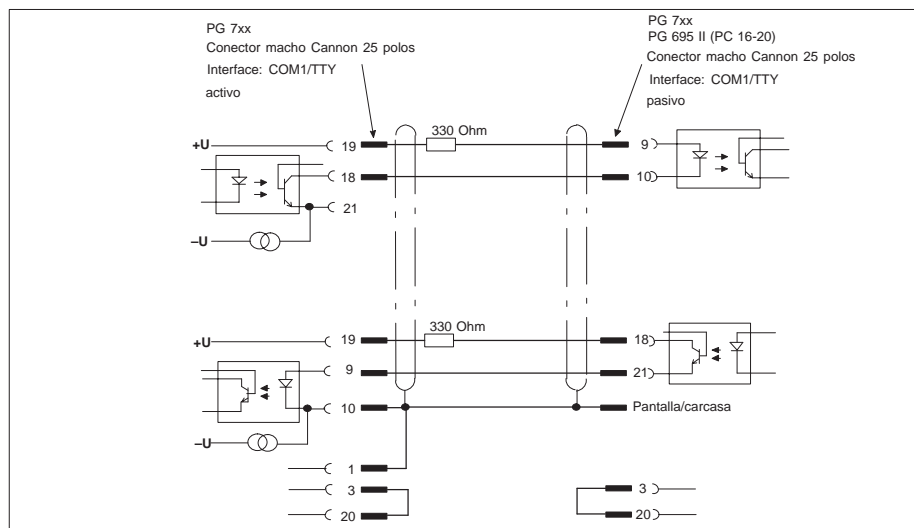 PG 7xx
Conector macho Cannon 25 polos
Interface: COM1/TTY
activo
PG 7xx
PG 695 II (PC 16-20)
Conector macho Cannon 25 polos
Interface: COM1/TTY
pasivo
+U
19
330 Ohm
9
18
10
21
–U
+U
19
330 Ohm
18
9
21
10
Pantalla/carcasa
–U
1
3
3
20
20